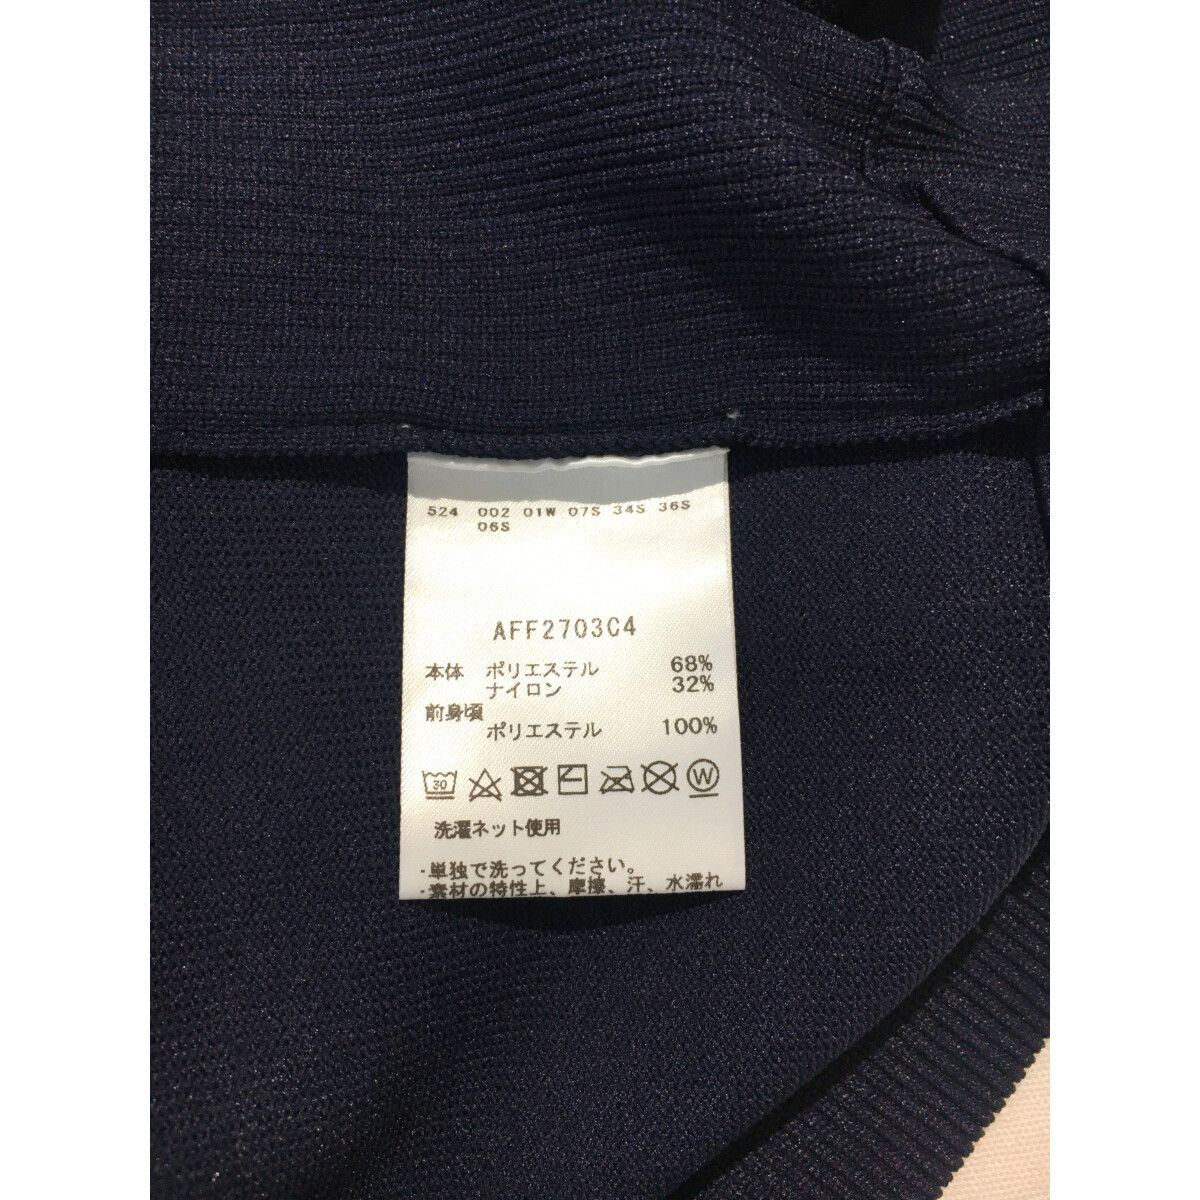 524 002 01W 07S 34S 36S
06S
AFF2703C4
本体 ポリエステル 68%
ナイロン 32%
前身頃
ポリエステル 100%
30 W
洗濯ネット使用
・単独で洗ってください。
・素材の特性上、摩擦、汗、水濡れ